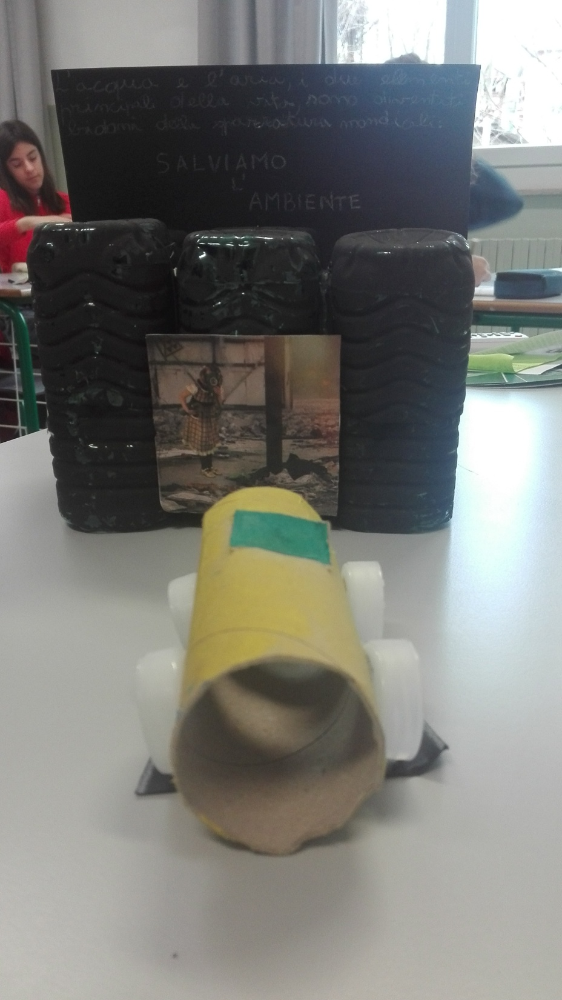 L'acqua e l'aria, i due elementi
principali della vita, sono diventati
bidoni della spazzatura mondiale:
SALVIAMO
L'
AMBIENTE